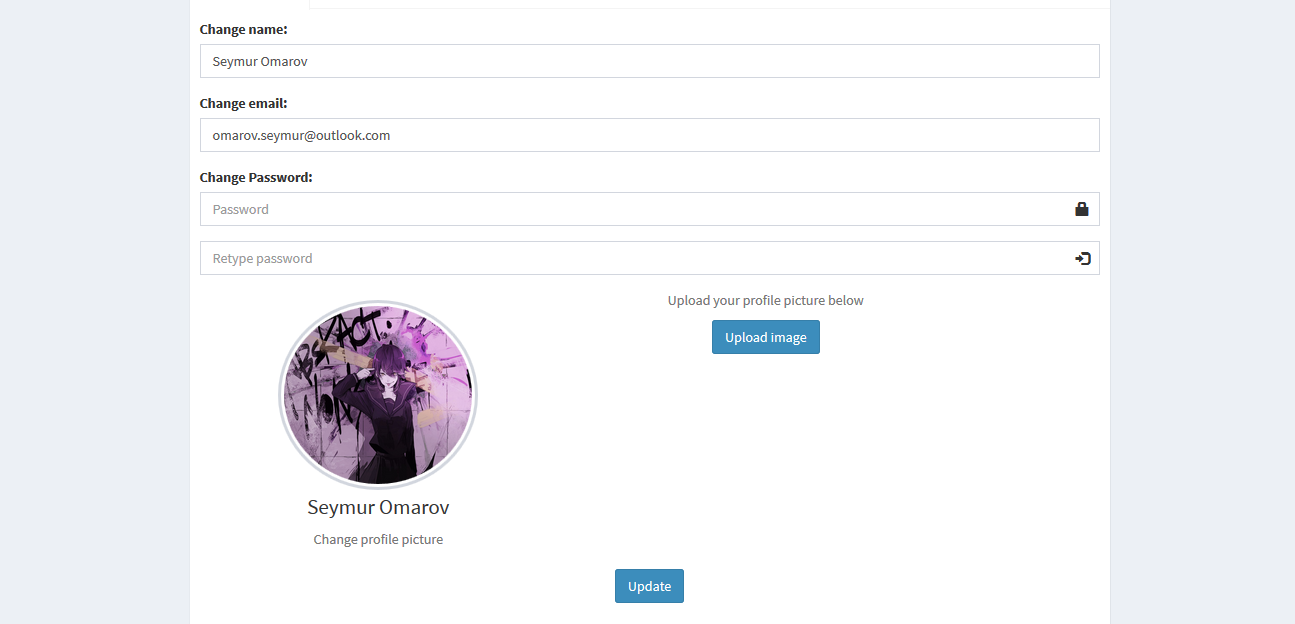 Change name:
Seymur Omarov
Change email:
omarov.seymur@outlook.com
Change Password:
Password
Retype password
Upload your profile picture below
Upload image
Seymur Omarov
Change profile picture
Update